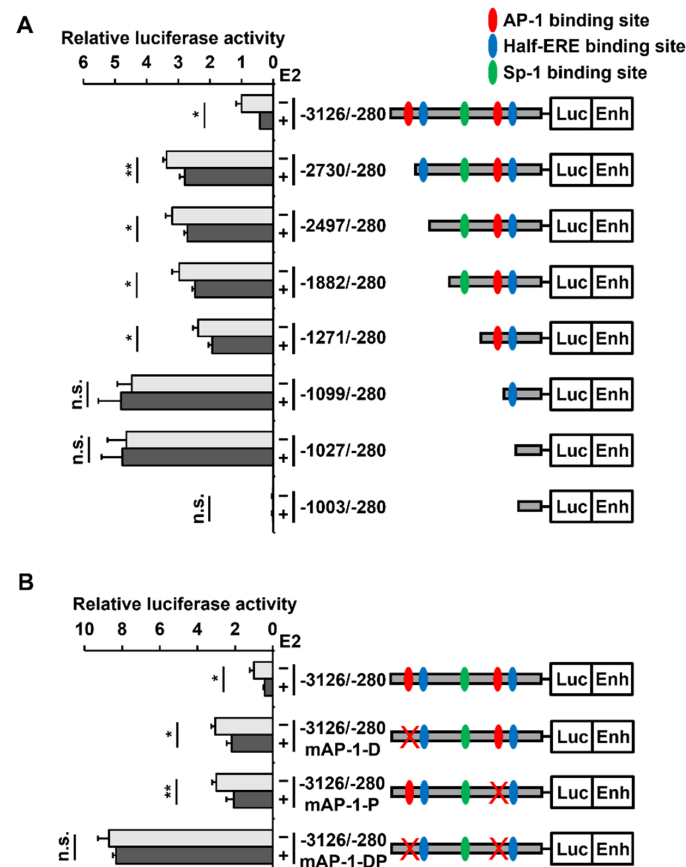 A
Relative luciferase activity
6 5 4 3 2 1 0
E2
AP-1 binding site
Half-ERE binding site
Sp-1 binding site
* − + -3126/-280 Luc Enh
** − + -2730/-280 Luc Enh
* − + -2497/-280 Luc Enh
* − + -1882/-280 Luc Enh
* − + -1271/-280 Luc Enh
n.s. − + -1099/-280 Luc Enh
n.s. − + -1027/-280 Luc Enh
n.s. − + -1003/-280 Luc Enh
B
Relative luciferase activity
10 8 6 4 2 0
E2
* − + -3126/-280 Luc Enh
* − + -3126/-280 Luc Enh
mAP-1-D
** − + -3126/-280 Luc Enh
mAP-1-P
n.s. − + -3126/-280 Luc Enh
mAP-1-DP